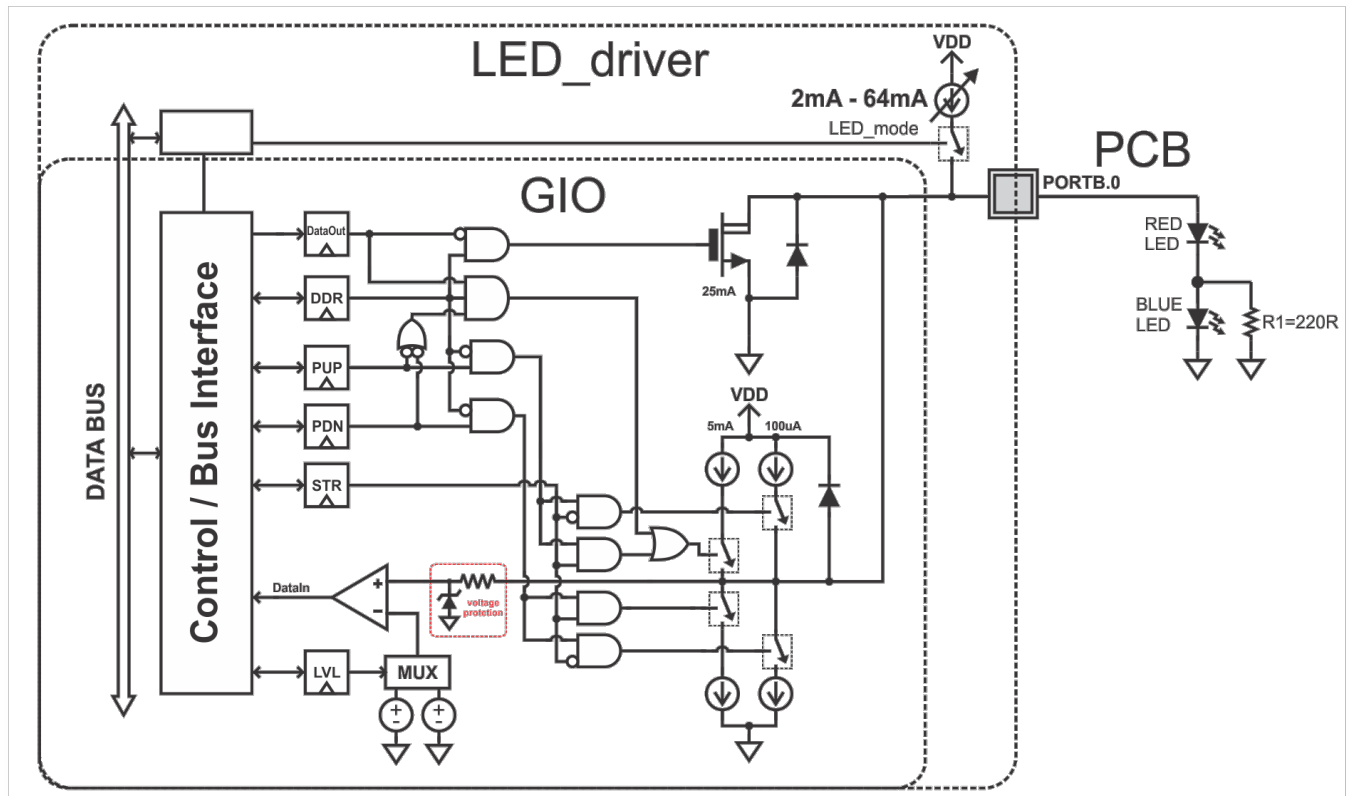 LED_driver
VDD
2mA - 64mA
LED_mode
PCB
GIO
PORTB.0
DataOut
RED
LED
DDR
25mA
BLUE
LED
R1=220R
PUP
VDD
PDN
5mA
100uA
STR
DATA BUS
Control / Bus Interface
DataIn
+
-
voltage
protetion
LVL
MUX
+
-
+
-